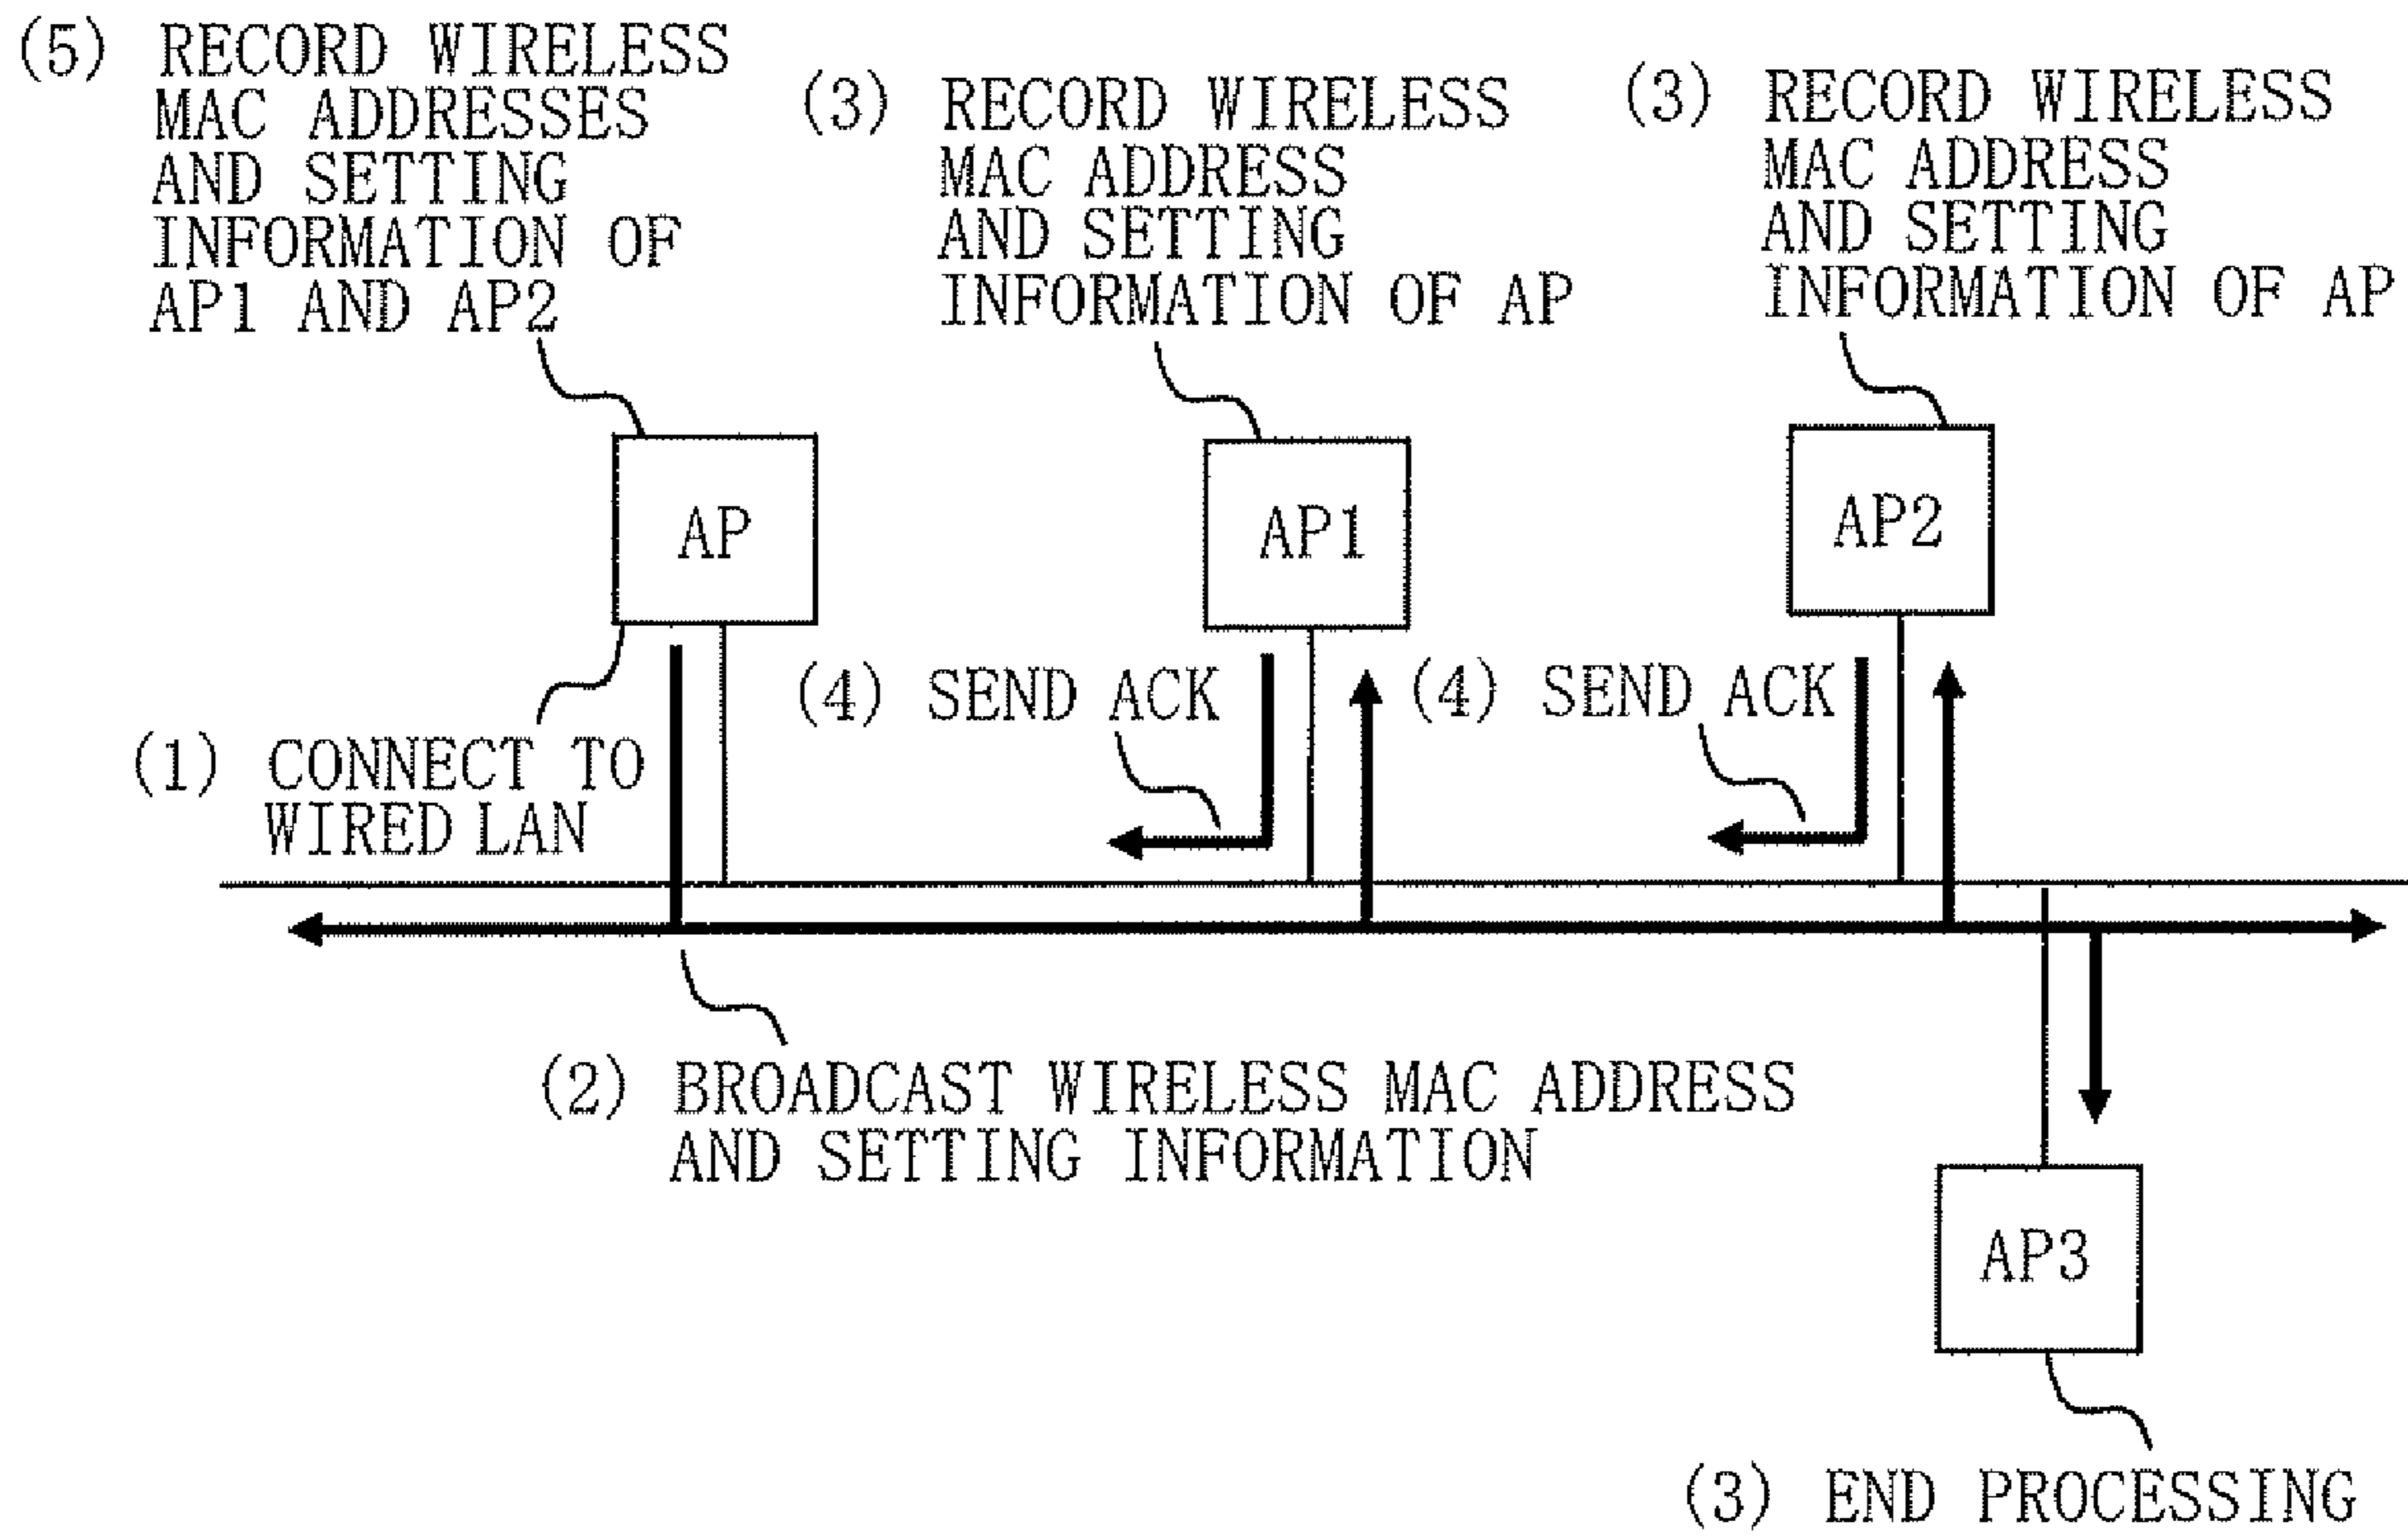 (5) RECORD WIRELESS
MAC ADDRESSES
AND SETTING
INFORMATION OF
AP1 AND AP2
(3) RECORD WIRELESS
MAC ADDRESS
AND SETTING
INFORMATION OF AP
(3) RECORD WIRELESS
MAC ADDRESS
AND SETTING
INFORMATION OF AP
AP
AP1
AP2
(4) SEND ACK
(4) SEND ACK
(1) CONNECT TO
WIRED LAN
(2) BROADCAST WIRELESS MAC ADDRESS
AND SETTING INFORMATION
AP3
(3) END PROCESSING